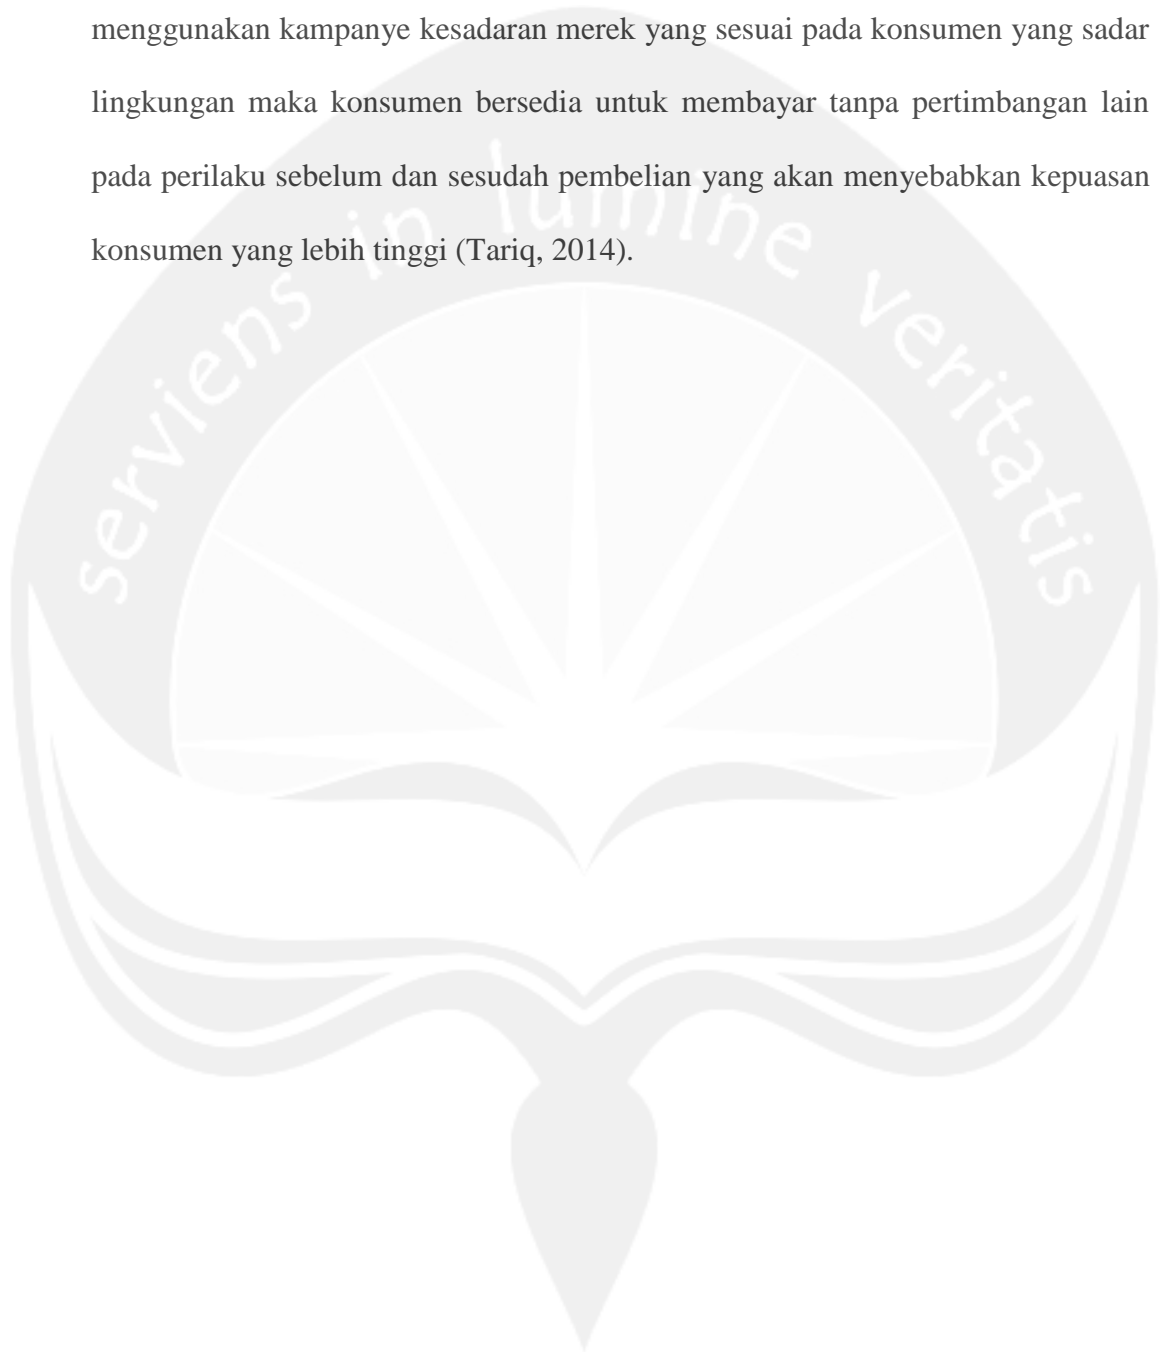 menggunakan kampanye kesadaran merek yang sesuai pada konsumen yang sadar
lingkungan maka konsumen bersedia untuk membayar tanpa pertimbangan lain
pada perilaku sebelum dan sesudah pembelian yang akan menyebabkan kepuasan
konsumen yang lebih tinggi (Tariq, 2014).
serviens in lumine veritatis